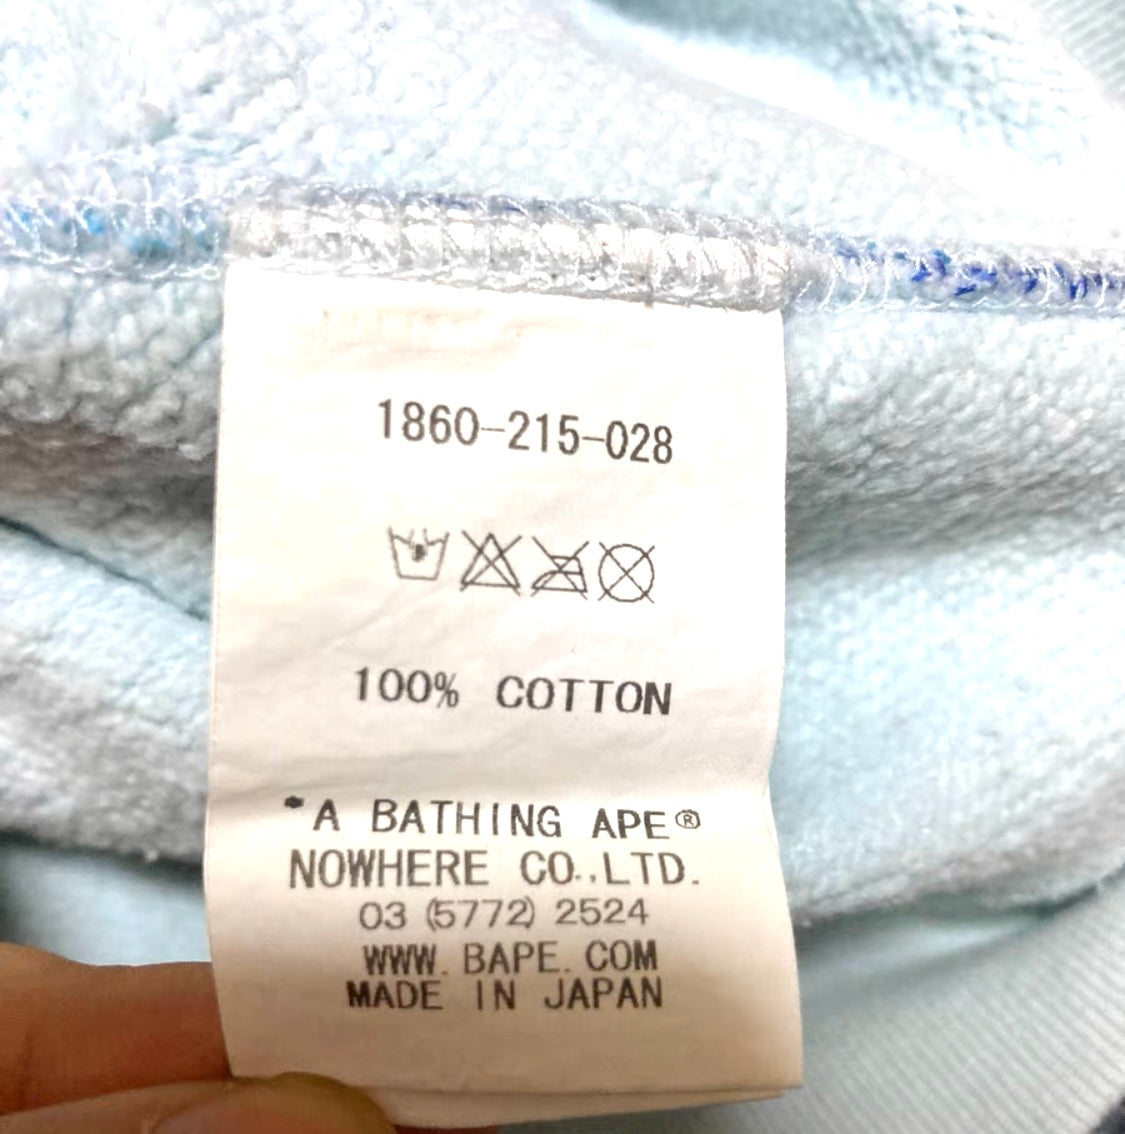 1860-215-028
100% COTTON
A BATHING APE®
NOWHERE CO.,LTD.
03 (5772) 2524
WWW. BAPE. COM
MADE IN JAPAN